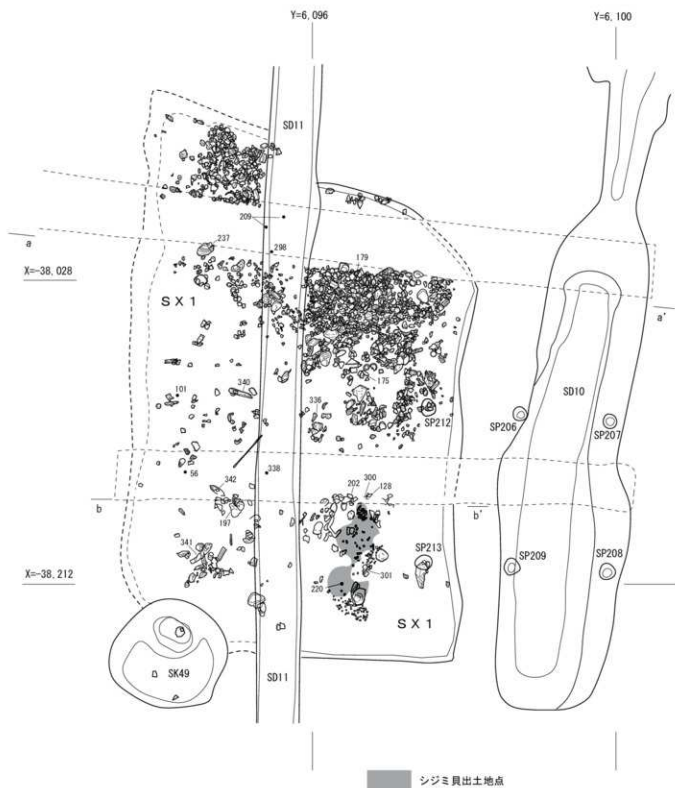 Y=6,096
Y=6,100
SD11
209
237
a
298
179
X=-38,028
SX1
a'
340
175
101
336
SD10
SP212
SP206
SP207
56
338
342
202
300
128
b
b'
197
341
SP213
SP209
SP208
301
X=-38,212
220
SX1
SK49
SD11
シジミ貝出土地点